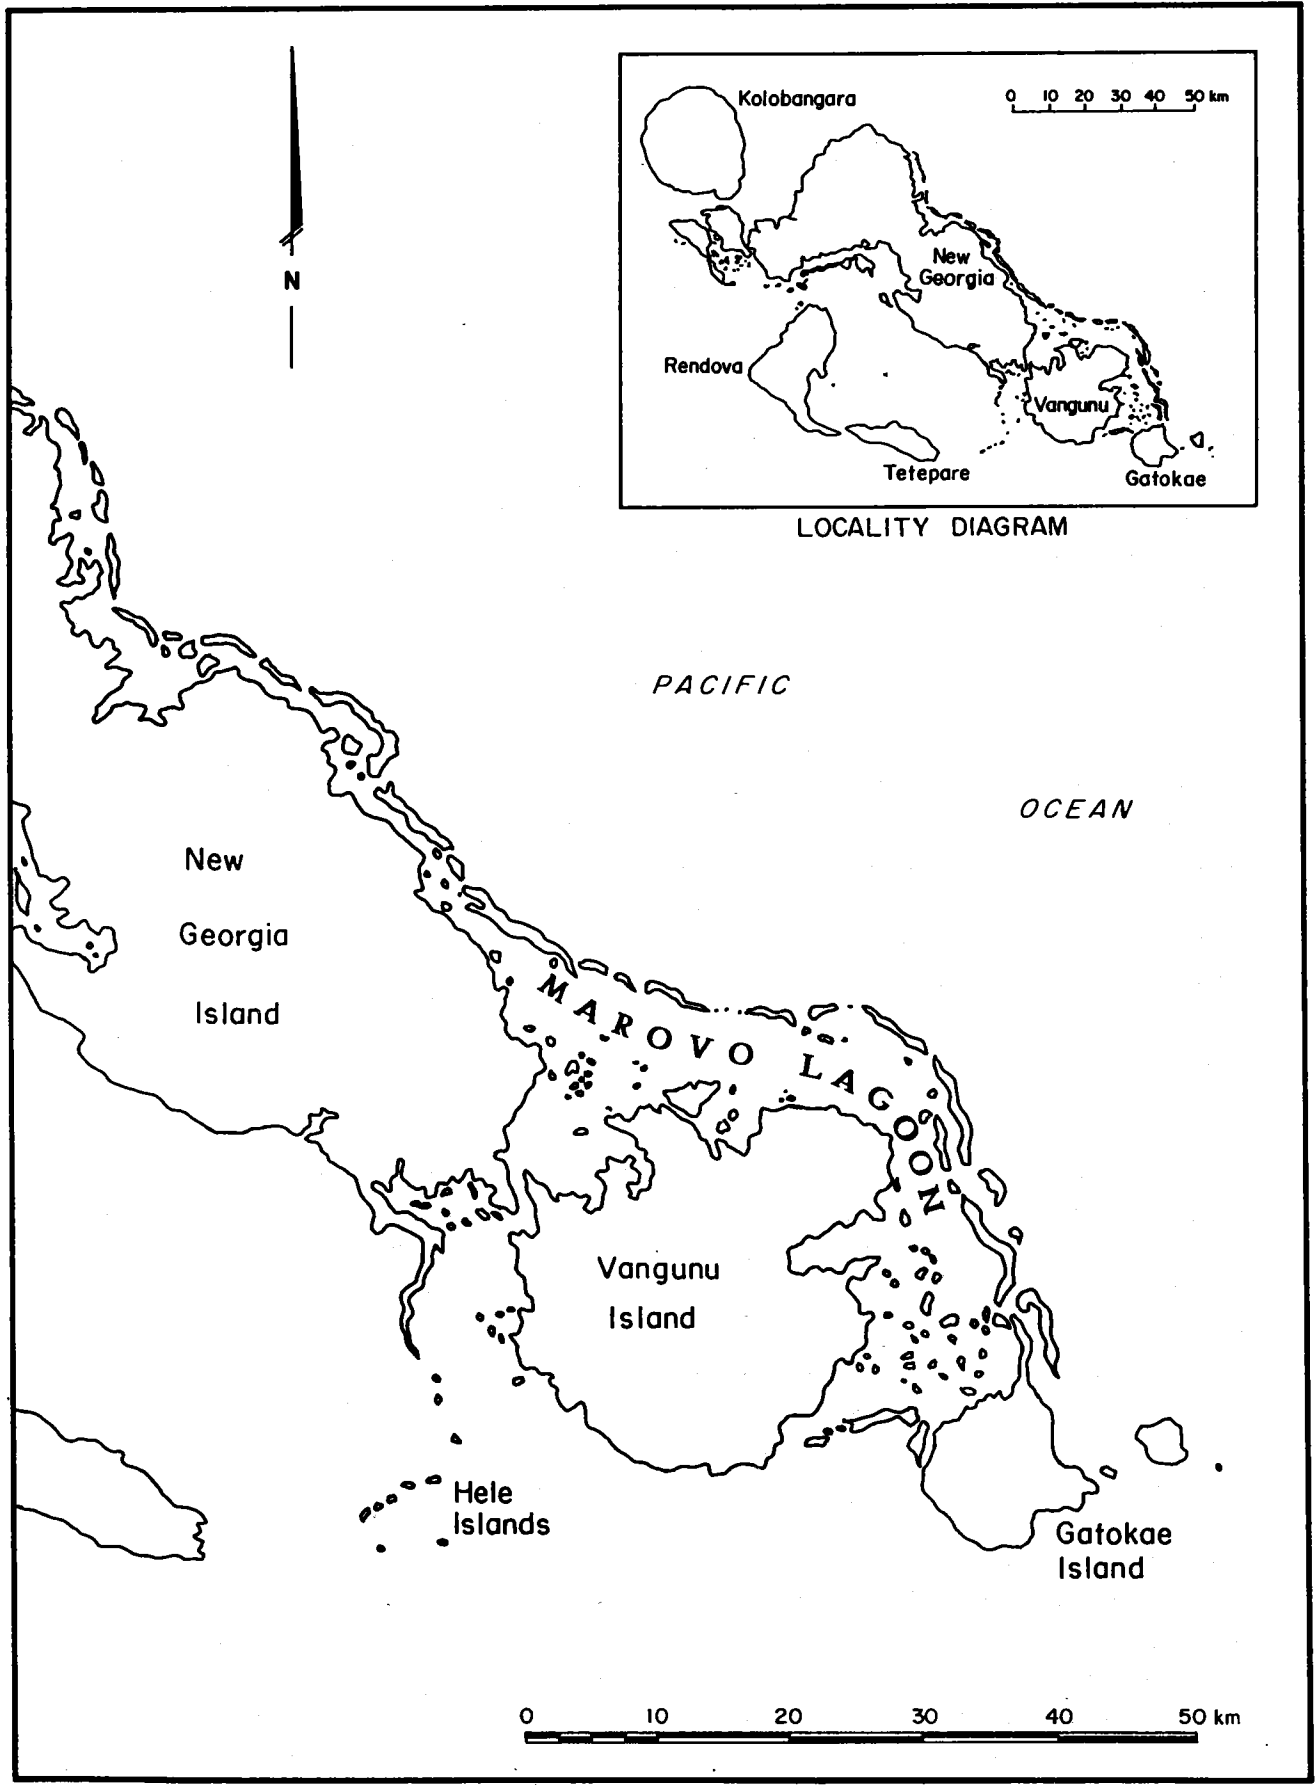 N
Kolobangara
0 10 20 30 40 50 km
New
Georgia
Rendova
Vangunu
Tetepare
Gatokae
LOCALITY DIAGRAM
PACIFIC
OCEAN
New
Georgia
Island
MAROVO LAGOON
Vangunu
Island
Hele
Islands
Gatokae
Island
0 10 20 30 40 50 km